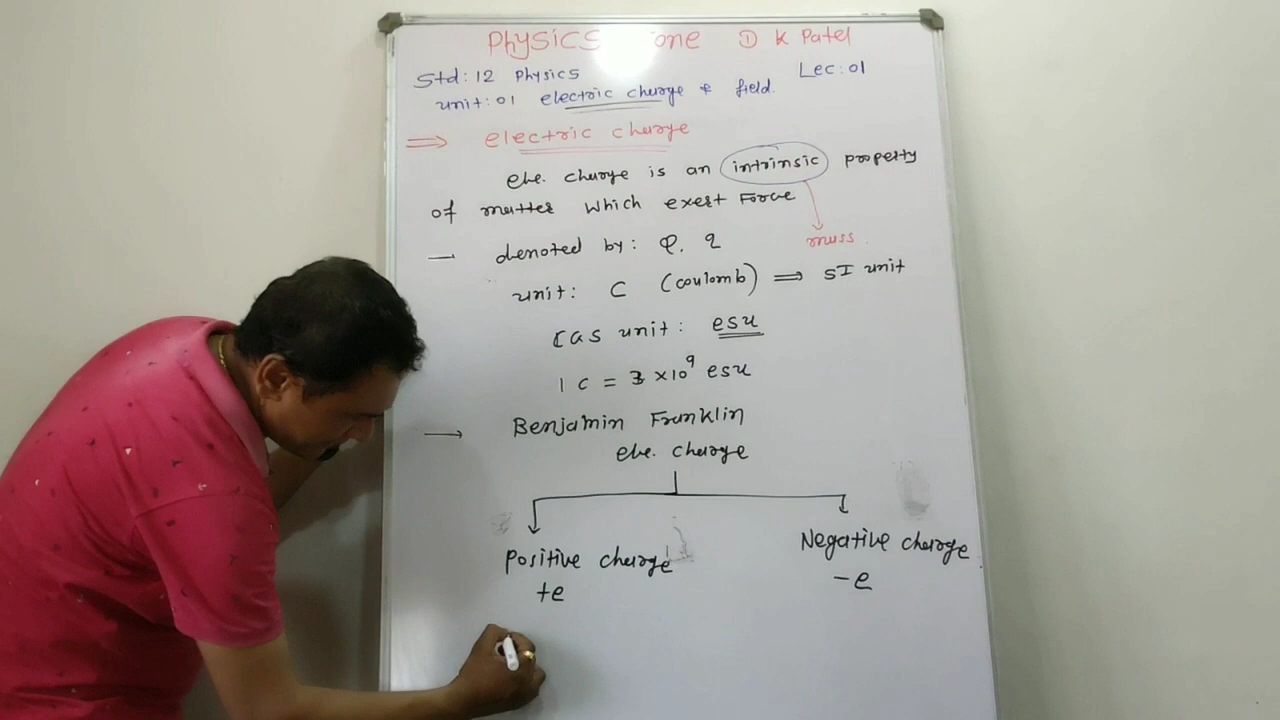 Physics Zone D K Patel
Std: 12 Physics Lec: 01
unit: 01 electric charge & field.
⇒ electric charge
ele. charge is an intrinsic property
of matter which exert Force
— denoted by: Q, q mass
unit: C (coulomb) ⇒ SI unit
CGS unit: esu
1 C = 3 ×10⁹ esu
→ Benjamin Franklin
ele. charge
Positive charge Negative charge
+e −e